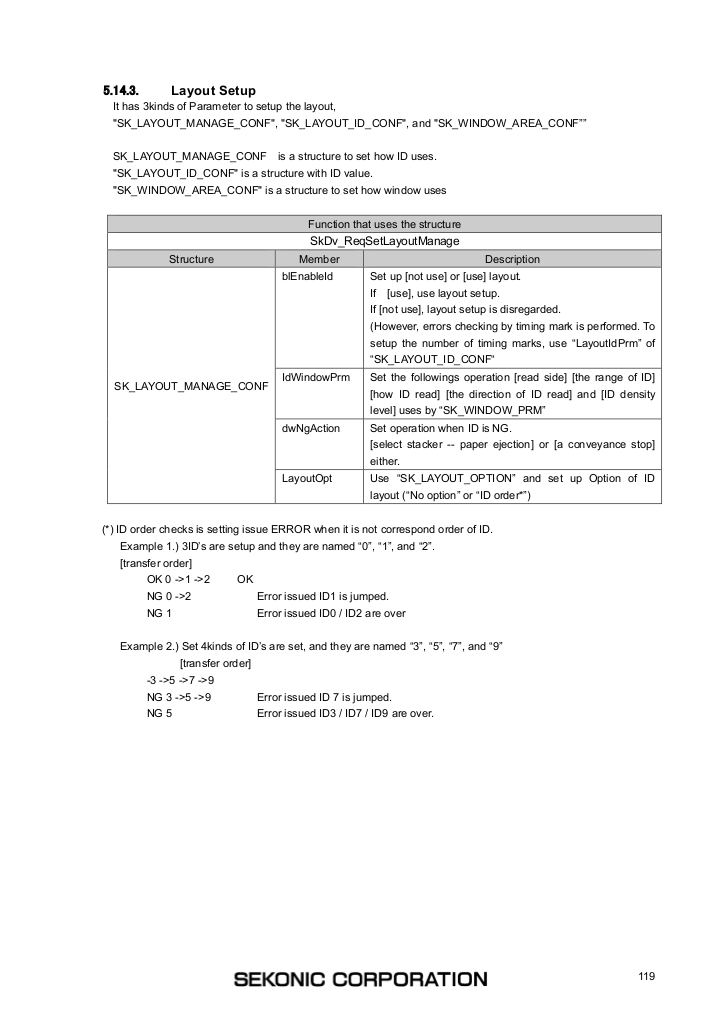 5.14.3. Layout Setup
It has 3kinds of Parameter to setup the layout,
"SK_LAYOUT_MANAGE_CONF", "SK_LAYOUT_ID_CONF", and "SK_WINDOW_AREA_CONF"”
SK_LAYOUT_MANAGE_CONF is a structure to set how ID uses.
"SK_LAYOUT_ID_CONF" is a structure with ID value.
"SK_WINDOW_AREA_CONF" is a structure to set how window uses
Function that uses the structure
SkDv_ReqSetLayoutManage
Structure Member Description
SK_LAYOUT_MANAGE_CONF
blEnableId
Set up [not use] or [use] layout.
If [use], use layout setup.
If [not use], layout setup is disregarded.
(However, errors checking by timing mark is performed. To
setup the number of timing marks, use “LayoutIdPrm” of
“SK_LAYOUT_ID_CONF“
IdWindowPrm
Set the followings operation [read side] [the range of ID]
[how ID read] [the direction of ID read] and [ID density
level] uses by “SK_WINDOW_PRM”
dwNgAction
Set operation when ID is NG.
[select stacker -- paper ejection] or [a conveyance stop]
either.
LayoutOpt
Use “SK_LAYOUT_OPTION” and set up Option of ID
layout (“No option” or “ID order*”)
(*) ID order checks is setting issue ERROR when it is not correspond order of ID.
Example 1.) 3ID’s are setup and they are named “0”, “1”, and “2”.
[transfer order]
OK 0 ->1 ->2 OK
NG 0 ->2 Error issued ID1 is jumped.
NG 1 Error issued ID0 / ID2 are over
Example 2.) Set 4kinds of ID’s are set, and they are named “3”, “5”, “7”, and “9”
[transfer order]
-3 ->5 ->7 ->9
NG 3 ->5 ->9 Error issued ID 7 is jumped.
NG 5 Error issued ID3 / ID7 / ID9 are over.
SEKONIC CORPORATION
119